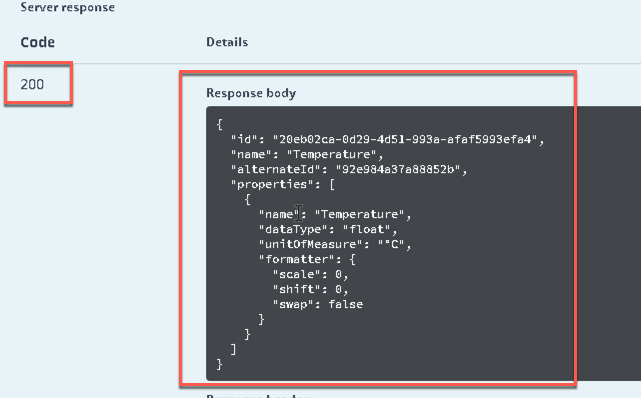 Server response
Code
Details
200
Response body
{
"id": "20eb02ca-0d29-4d51-993a-afaf5993efa4",
"name": "Temperature",
"alternateId": "92e984a37a88852b",
"properties": [
{
"name": "Temperature",
"dataType": "float",
"unitOfMeasure": "°C",
"formatter": {
"scale": 0,
"shift": 0,
"swap": false
}
}
]
}